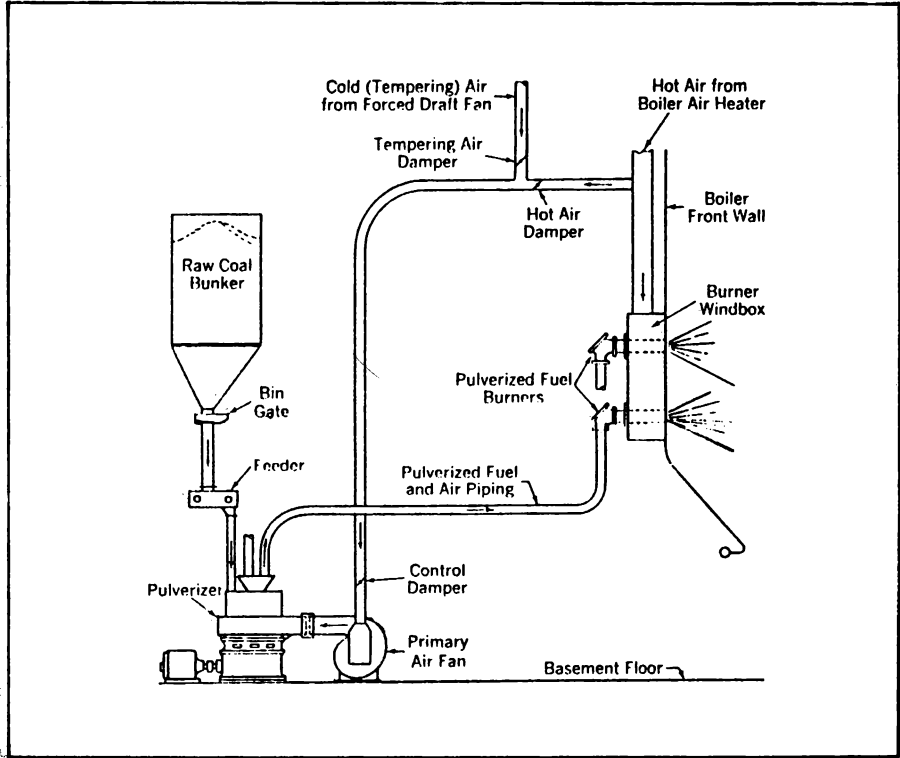 Cold (Tempering) Air
from Forced Draft Fan
Hot Air from
Boiler Air Heater
Tempering Air
Damper
Hot Air
Damper
Boiler
Front Wall
Raw Coal
Bunker
Burner
Windbox
Pulverized Fuel
Burners
Bin
Gate
Feeder
Pulverized Fuel
and Air Piping
Control
Damper
Pulverizer
Primary
Air Fan
Basement Floor